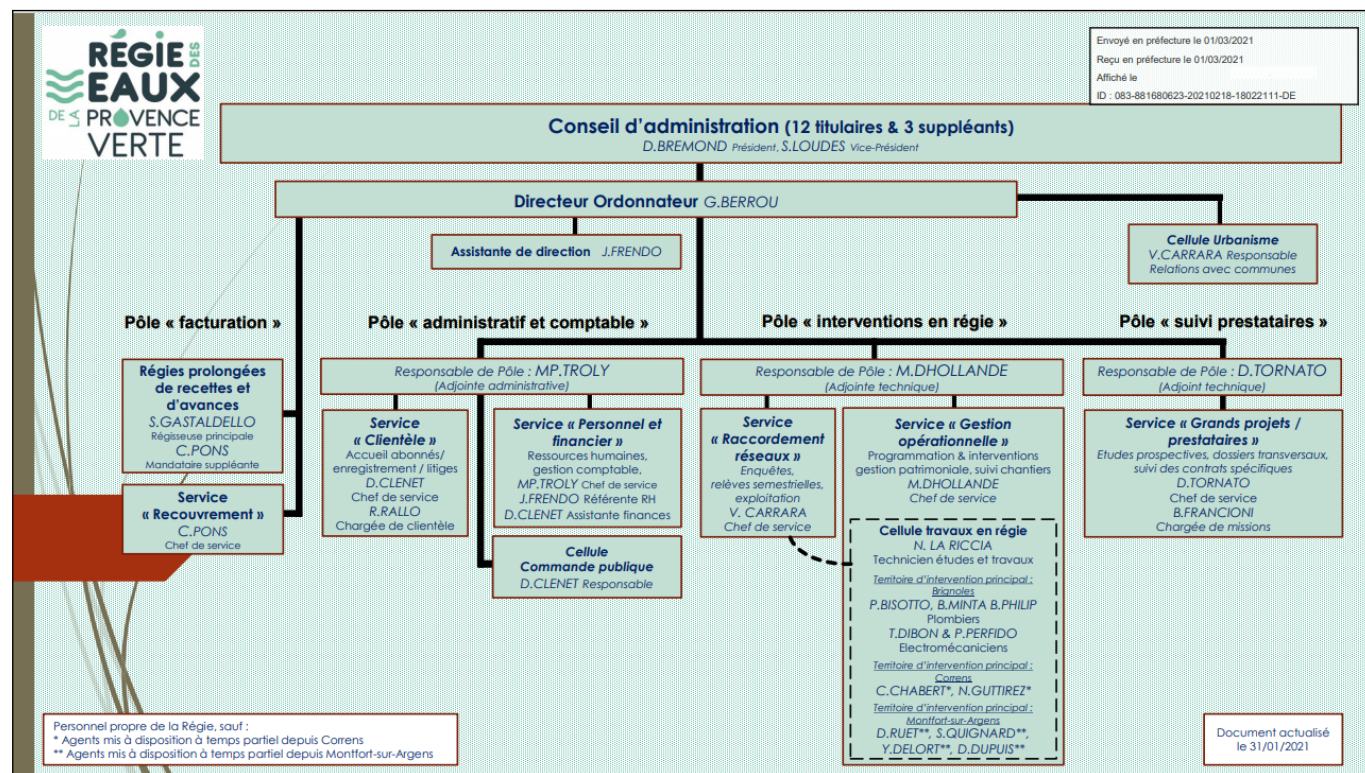 RÉGIE DES
EAUX
DE LA PROVENCE
VERTE
Envoyé en préfecture le 01/03/2021
Reçu en préfecture le 01/03/2021
Affiché le
ID : 083-881680623-20210218-18022111-DE
Conseil d'administration (12 titulaires & 3 suppléants)
D.BREMOND Président, S.LOUDES Vice-Président
Directeur Ordonnateur G.BERROU
Assistante de direction J.FRENDO
Cellule Urbanisme
V.CARRARA Responsable
Relations avec communes
Pôle « facturation »
Régies prolongées
de recettes et
d'avances
S.GASTALDELLO
Régisseuse principale
C.PONS
Mandataire suppléante
Service
« Recouvrement »
C.PONS
Chef de service
Pôle « administratif et comptable »
Responsable de Pôle : MP.TROLY
(Adjointe administrative)
Service
« Clientèle »
Accueil abonnés/
enregistrement / litiges
D.CLENET
Chef de service
R.RALLO
Chargée de clientèle
Service « Personnel et
financier »
Ressources humaines,
gestion comptable,
MP.TROLY Chef de service
J.FRENDO Référente RH
D.CLENET Assistante finances
Cellule
Commande publique
D.CLENET Responsable
Pôle « interventions en régie »
Responsable de Pôle : M.DHOLLANDE
(Adjointe technique)
Service
« Raccordement
réseaux »
Enquêtes,
relèves semestrielles,
exploitation
V. CARRARA
Chef de service
Service « Gestion
opérationnelle »
Programmation & interventions
gestion patrimoniale, suivi chantiers
M.DHOLLANDE
Chef de service
Cellule travaux en régie
N. LA RICCIA
Technicien études et travaux
Territoire d'intervention principal :
Brignoles
P.BISOTTO, B.MINTA B.PHILIP
Plombiers
T.DIBON & P.PERFIDO
Electromécaniciens
Territoire d'intervention principal :
Correns
C.CHABERT*, N.GUTTIREZ*
Territoire d'intervention principal :
Montfort-sur-Argens
D.RUET**, S.QUIGNARD**,
Y.DELORT**, D.DUPUIS**
Pôle « suivi prestataires »
Responsable de Pôle : D.TORNATO
(Adjoint technique)
Service « Grands projets /
prestataires »
Etudes prospectives, dossiers transversaux,
suivi des contrats spécifiques
D.TORNATO
Chef de service
B.FRANCIONI
Chargée de missions
Personnel propre de la Régie, sauf :
* Agents mis à disposition à temps partiel depuis Correns
** Agents mis à disposition à temps partiel depuis Montfort-sur-Argens
Document actualisé
le 31/01/2021